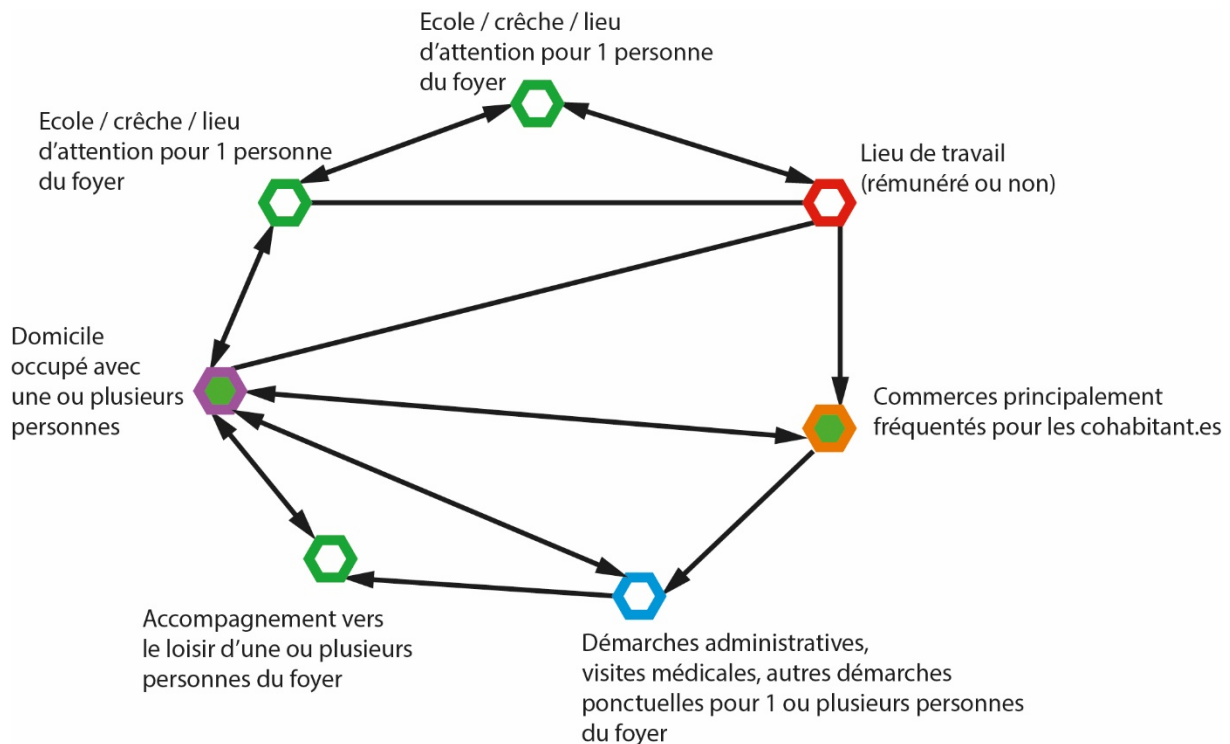 Ecole / crêche / lieu
d'attention pour 1 personne
du foyer
Ecole / crêche / lieu
d'attention pour 1 personne
du foyer
Lieu de travail
(rémunéré ou non)
Domicile
occupé avec
une ou plusieurs
personnes
Commerces principalement
fréquentés pour les cohabitant.es
Accompagnement vers
le loisir d'une ou plusieurs
personnes du foyer
Démarches administratives,
visites médicales, autres démarches
ponctuelles pour 1 ou plusieurs personnes
du foyer